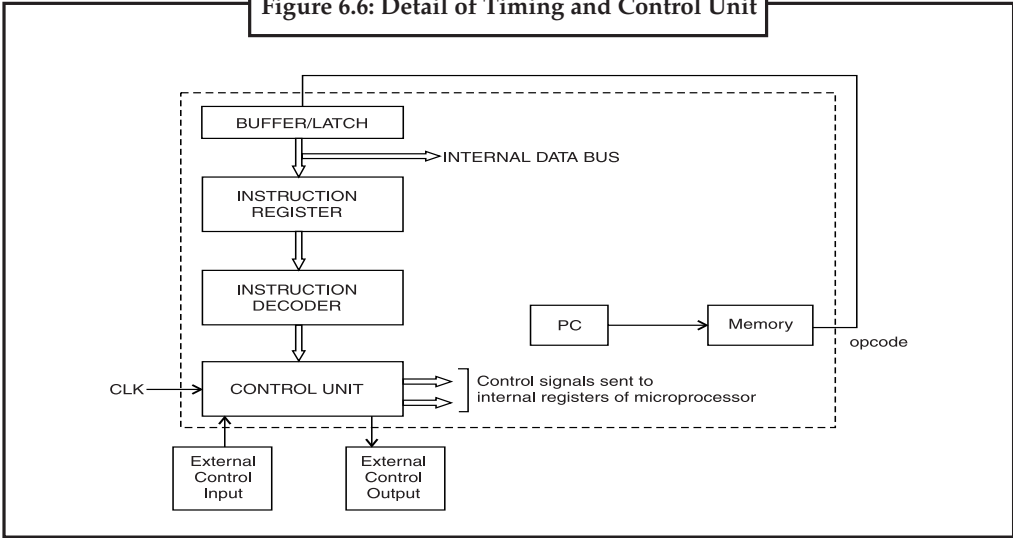 Figure 6.6: Detail of Timing and Control Unit
BUFFER/LATCH
INTERNAL DATA BUS
INSTRUCTION
REGISTER
INSTRUCTION
DECODER
PC
Memory
opcode
CLK
CONTROL UNIT
Control signals sent to
internal registers of microprocessor
External
Control
Input
External
Control
Output